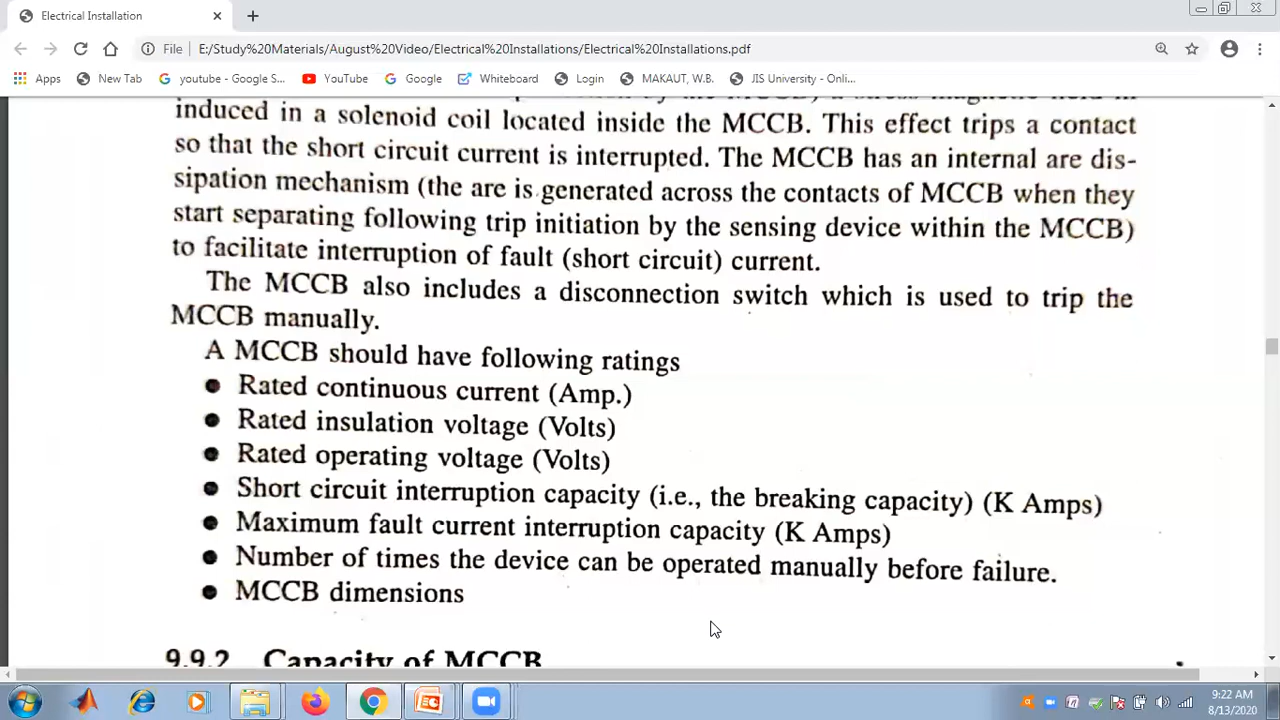 Electrical Installation
File
E:/Study%20Materials/August%20Video/Electrical%20Installations/Electrical%20Installations.pdf
Apps
New Tab
youtube - Google S...
YouTube
Google
Whiteboard
Login
MAKAUT, W.B.
JIS University - Onli...
induced in a solenoid coil located inside the MCCB. This effect trips a contact
so that the short circuit current is interrupted. The MCCB has an internal are dis-
sipation mechanism (the are is generated across the contacts of MCCB when they
start separating following trip initiation by the sensing device within the MCCB)
to facilitate interruption of fault (short circuit) current.
The MCCB also includes a disconnection switch which is used to trip the
MCCB manually.
A MCCB should have following ratings
● Rated continuous current (Amp.)
● Rated insulation voltage (Volts)
● Rated operating voltage (Volts)
● Short circuit interruption capacity (i.e., the breaking capacity) (K Amps)
● Maximum fault current interruption capacity (K Amps)
● Number of times the device can be operated manually before failure.
● MCCB dimensions
9.9.2 Capacity of MCCB
9:22 AM
8/13/2020